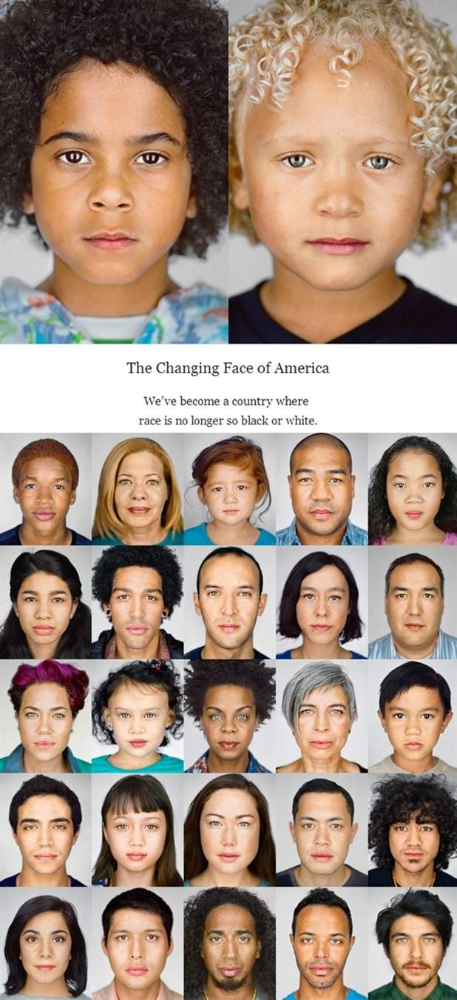 The Changing Face of America
We’ve become a country where
race is no longer so black or white.